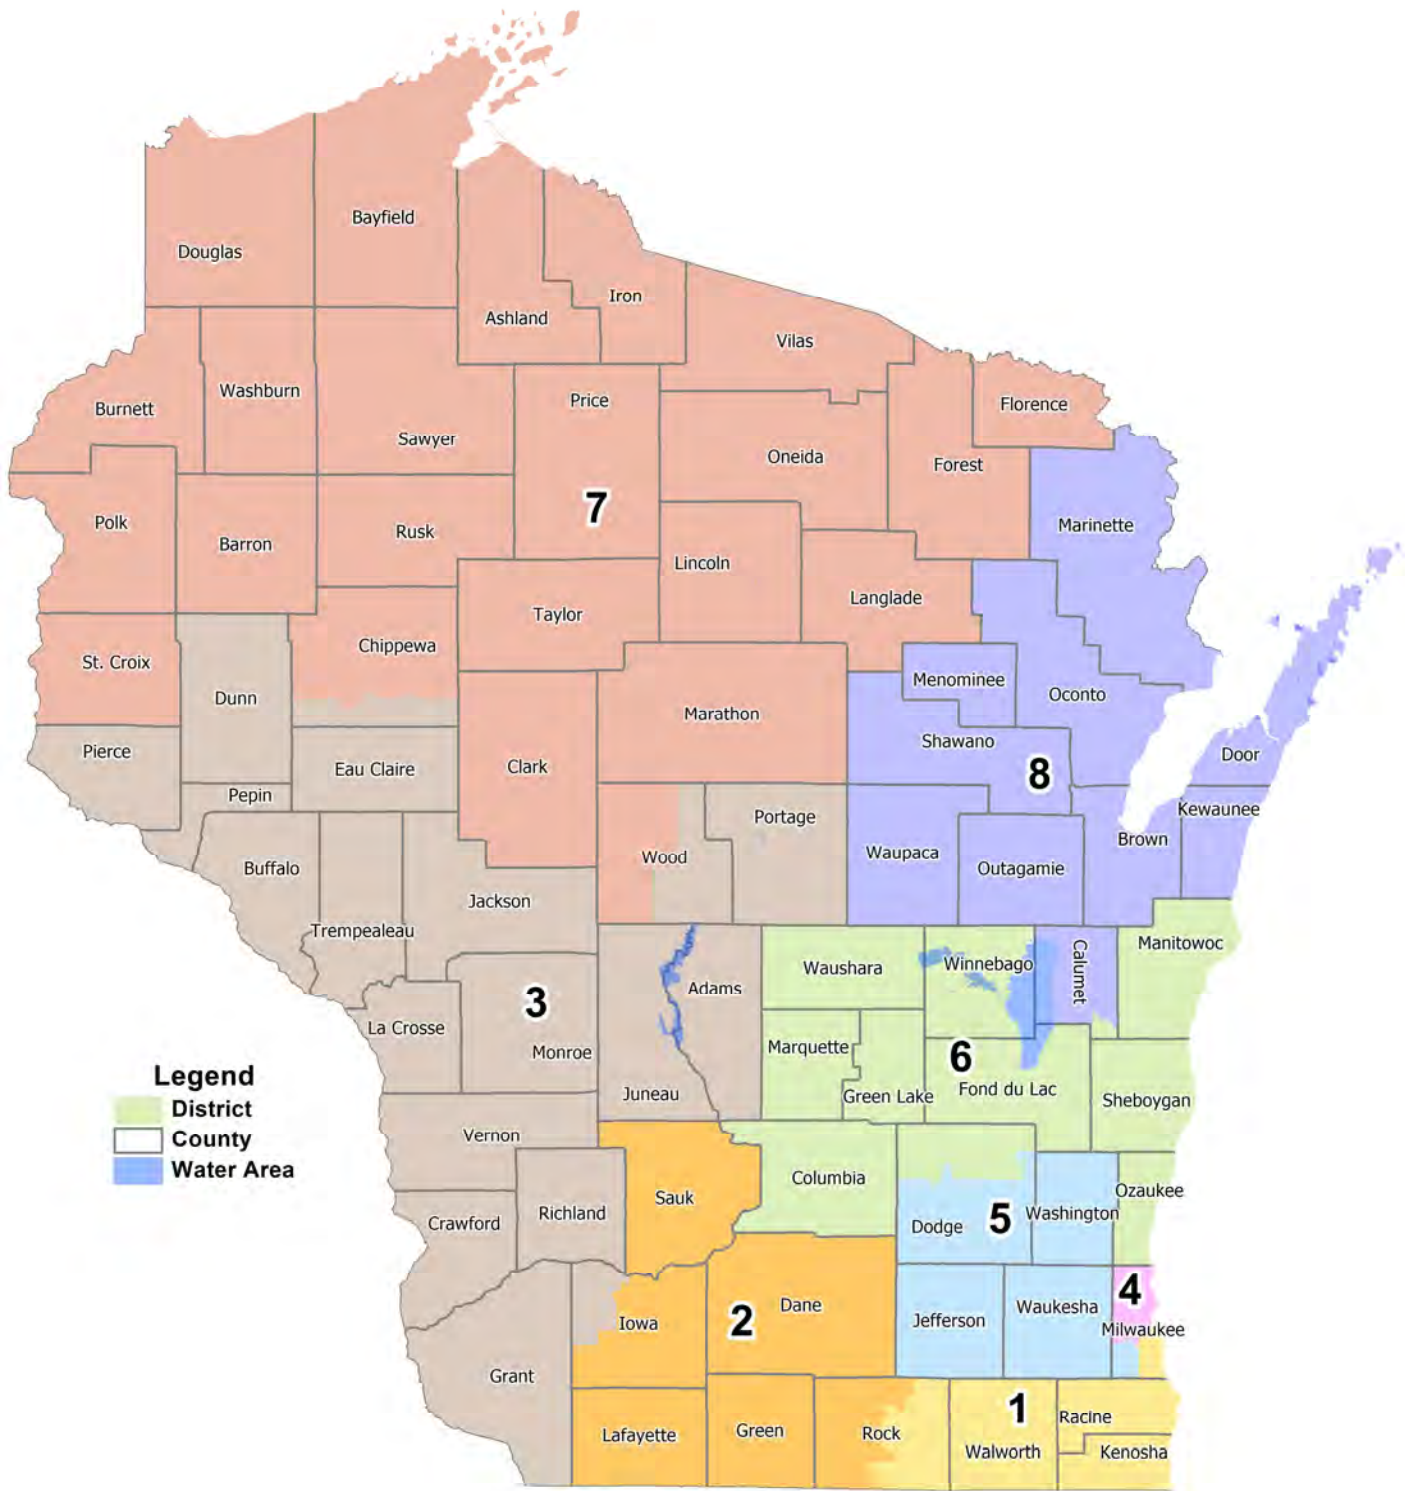 Bayfield
Douglas
Iron
Ashland
Vilas
Washburn
Price
Florence
Burnett
Sawyer
Oneida
Forest
7
Polk
Marinette
Rusk
Barron
Lincoln
Langlade
Taylor
Chippewa
St. Croix
Menominee
Dunn
Oconto
Marathon
Shawano
Pierce
Door
Clark
Eau Claire
8
Pepin
Kewaunee
Portage
Brown
Waupaca
Wood
Buffalo
Outagamie
Jackson
Trempealeau
Manitowoc
Winnebago
Waushara
Calumet
Adams
3
La Crosse
Marquette
Monroe
6
Legend
District
County
Water Area
Juneau
Green Lake
Fond du Lac
Sheboygan
Vernon
Columbia
Ozaukee
Sauk
Richland
Washington
Crawford
Dodge
5
4
Dane
Waukesha
2
Jefferson
Iowa
Milwaukee
Grant
1
Racine
Green
Rock
Lafayette
Walworth
Kenosha